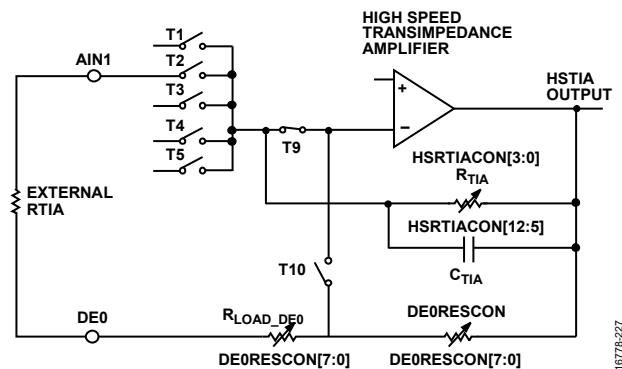 HIGH SPEED
TRANSIMPEDANCE
AMPLIFIER
T1
AIN1
T2
HSTIA
OUTPUT
+
T3
T4
–
T9
T5
HSRTIACON[3:0]
RTIA
EXTERNAL
RTIA
HSRTIACON[12:5]
T10
CTIA
DE0
RLOAD_DE0
DE0RESCON
DE0RESCON[7:0]
DE0RESCON[7:0]
16778-227